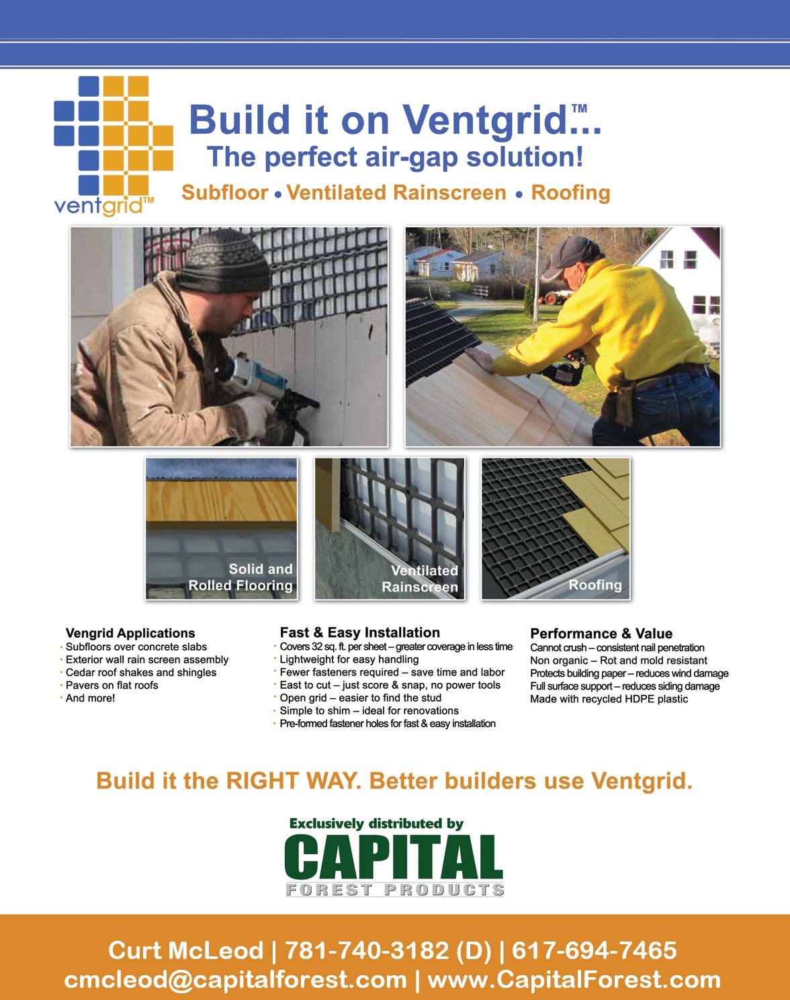 Build it on Ventgrid™...
The perfect air-gap solution!
Subfloor • Ventilated Rainscreen • Roofing
ventgrid™
Solid and
Rolled Flooring
Ventilated
Rainscreen
Roofing
Vengrid Applications
· Subfloors over concrete slabs
· Exterior wall rain screen assembly
· Cedar roof shakes and shingles
· Pavers on flat roofs
· And more!
Fast & Easy Installation
· Covers 32 sq. ft. per sheet – greater coverage in less time
· Lightweight for easy handling
· Fewer fasteners required – save time and labor
· East to cut – just score & snap, no power tools
· Open grid – easier to find the stud
· Simple to shim – ideal for renovations
· Pre-formed fastener holes for fast & easy installation
Performance & Value
Cannot crush – consistent nail penetration
Non organic – Rot and mold resistant
Protects building paper – reduces wind damage
Full surface support – reduces siding damage
Made with recycled HDPE plastic
Build it the RIGHT WAY. Better builders use Ventgrid.
Exclusively distributed by
CAPITAL
FOREST PRODUCTS
Curt McLeod | 781-740-3182 (D) | 617-694-7465
cmcleod@capitalforest.com | www.CapitalForest.com